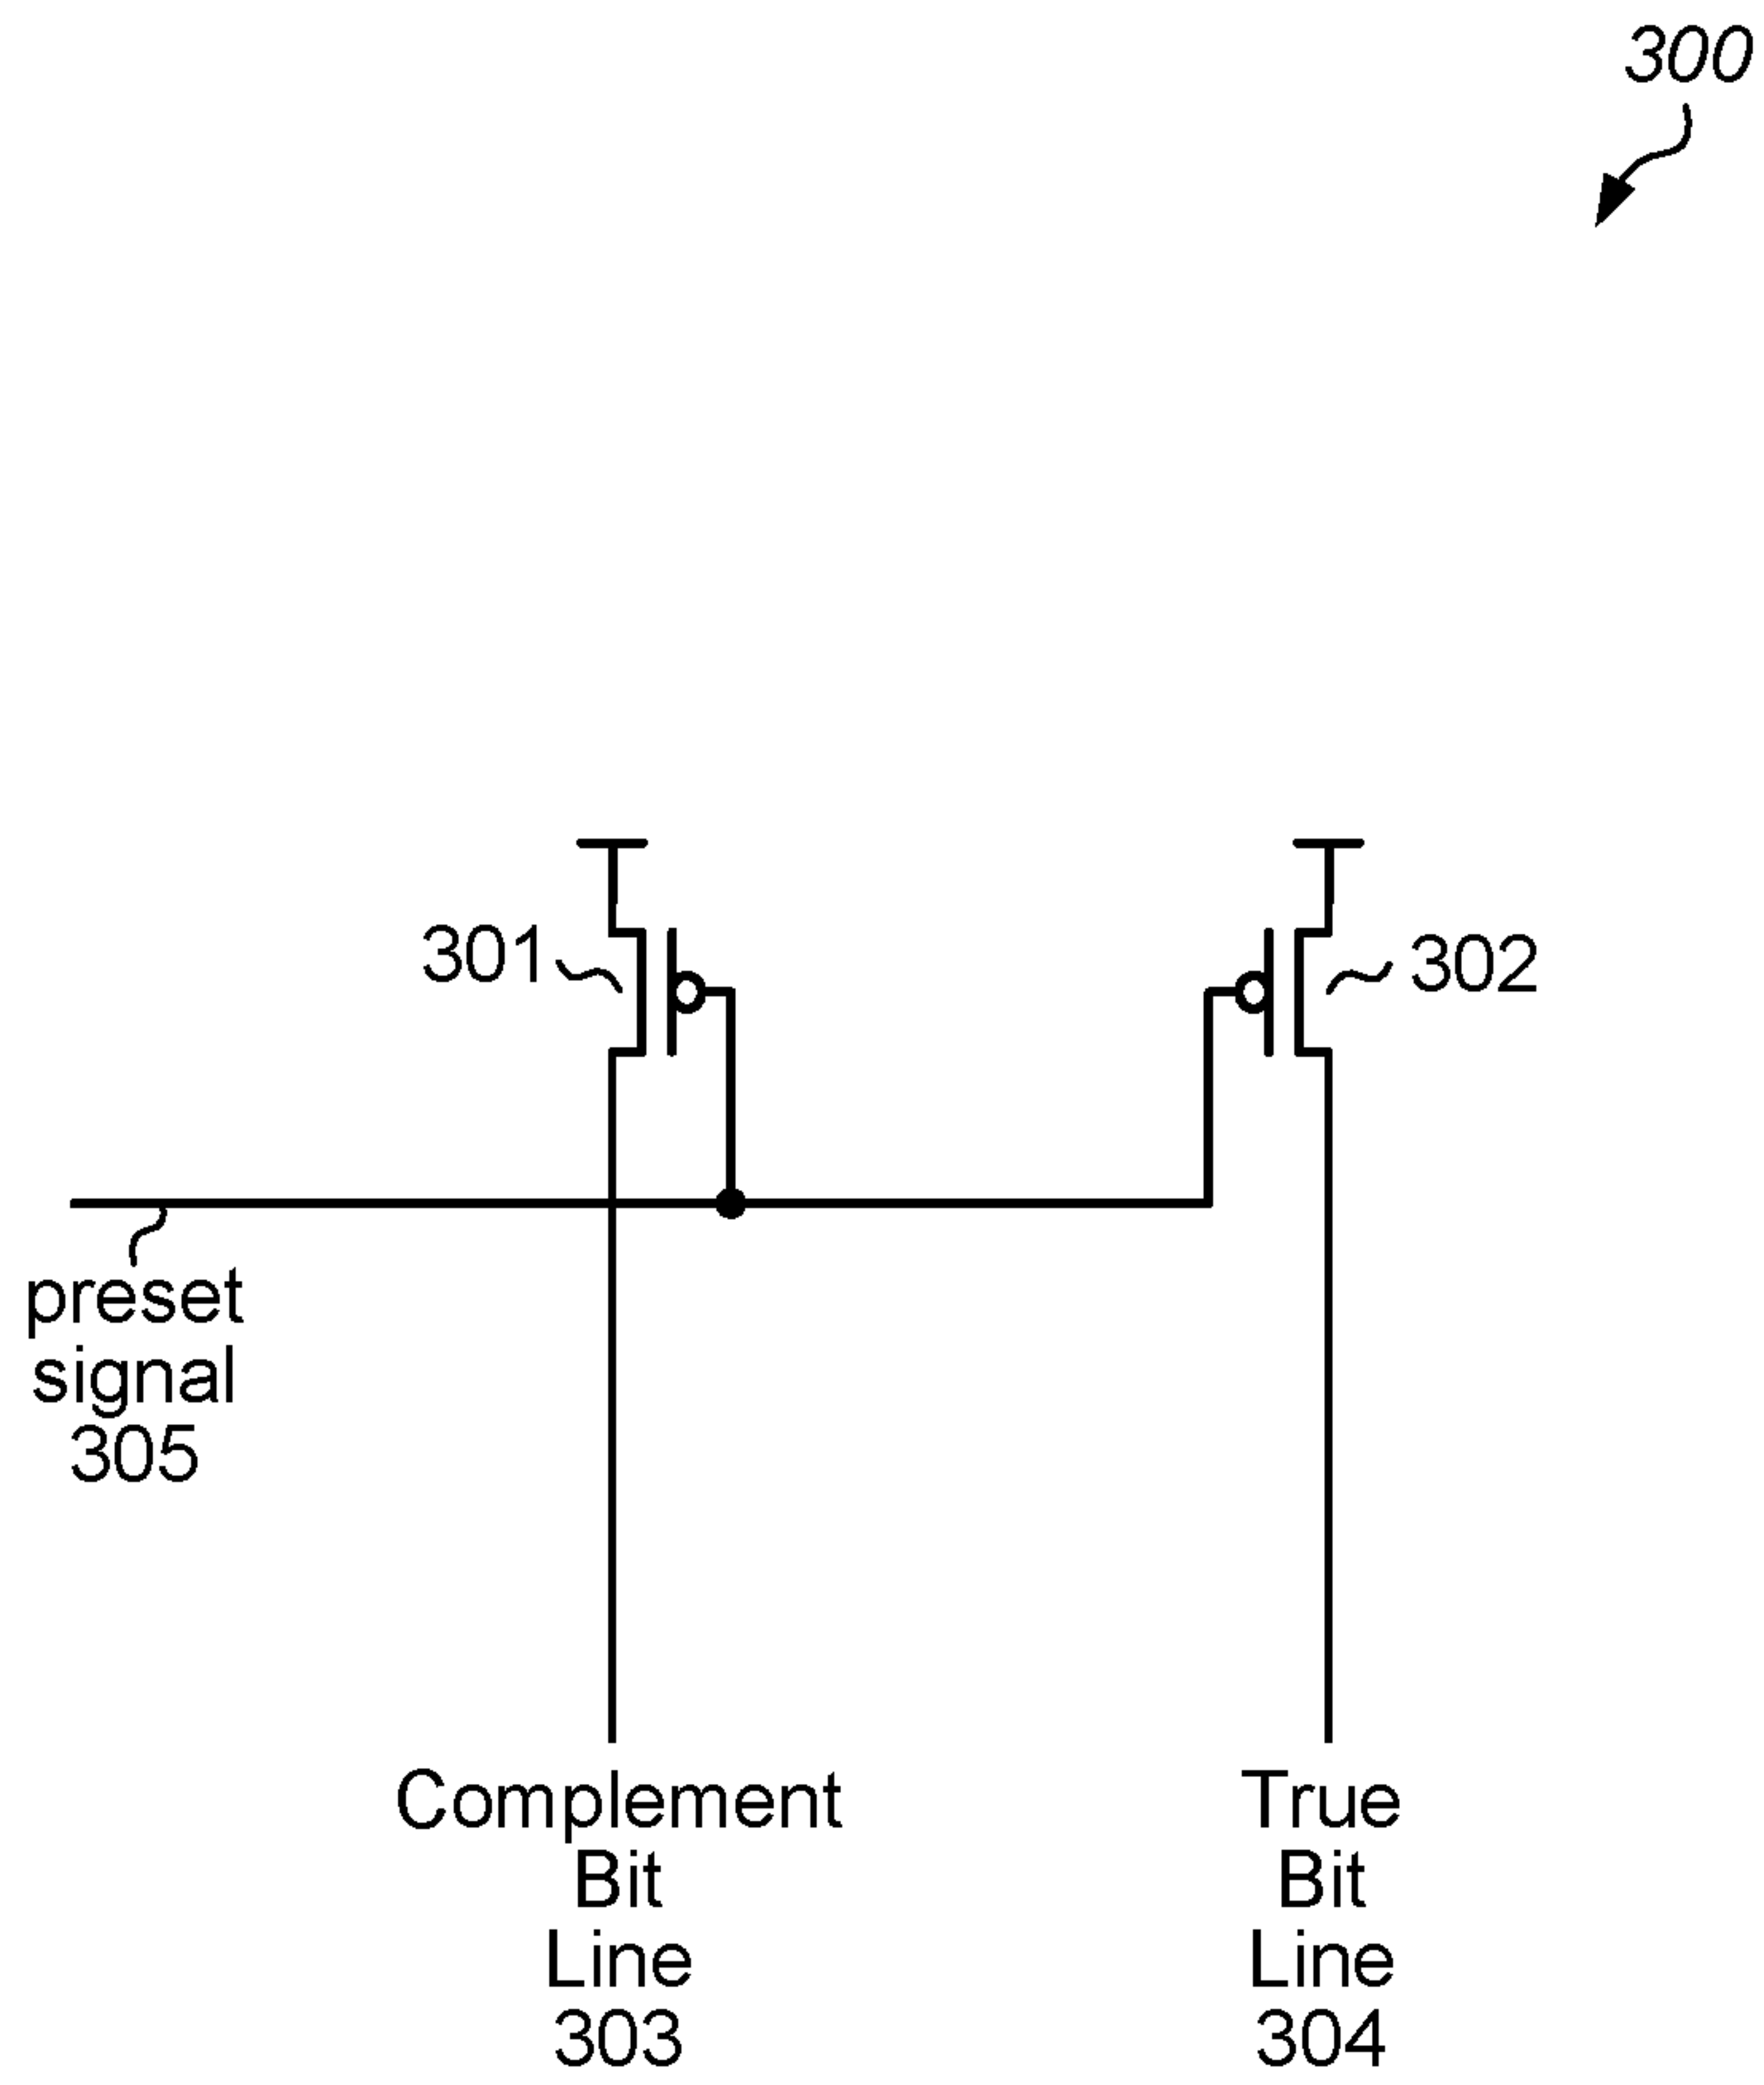 300
301
302
preset
signal
305
Complement
Bit
Line
303
True
Bit
Line
304